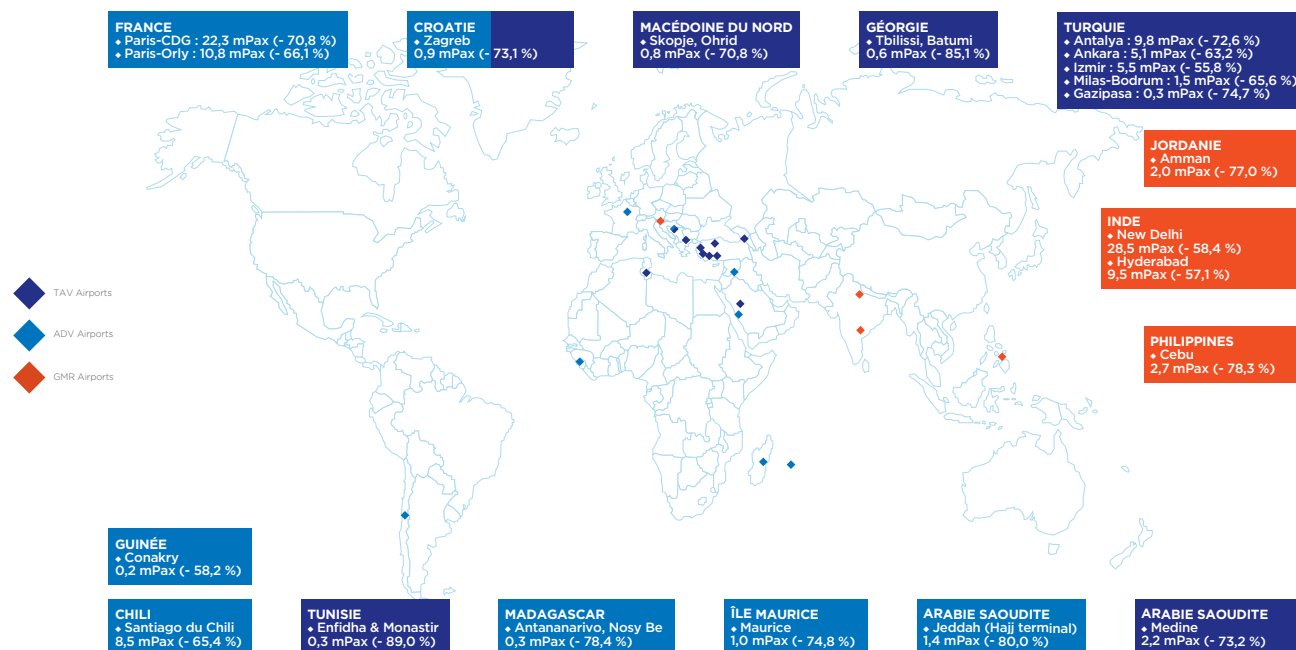 FRANCE
⬥ Paris-CDG : 22,3 mPax (- 70,8 %)
⬥ Paris-Orly : 10,8 mPax (- 66,1 %)
CROATIE
⬥ Zagreb
0,9 mPax (- 73,1 %)
MACÉDOINE DU NORD
⬥ Skopje, Ohrid
0,8 mPax (- 70,8 %)
GÉORGIE
⬥ Tbilissi, Batumi
0,6 mPax (- 85,1 %)
TURQUIE
⬥ Antalya : 9,8 mPax (- 72,6 %)
⬥ Ankara : 5,1 mPax (- 63,2 %)
⬥ Izmir : 5,5 mPax (- 55,8 %)
⬥ Milas-Bodrum : 1,5 mPax (- 65,6 %)
⬥ Gazipasa : 0,3 mPax (- 74,7 %)
JORDANIE
⬥ Amman
2,0 mPax (- 77,0 %)
INDE
⬥ New Delhi
28,5 mPax (- 58,4 %)
⬥ Hyderabad
9,5 mPax (- 57,1 %)
TAV Airports
ADV Airports
GMR Airports
PHILIPPINES
⬥ Cebu
2,7 mPax (- 78,3 %)
GUINÉE
⬥ Conakry
0,2 mPax (- 58,2 %)
CHILI
⬥ Santiago du Chili
8,5 mPax (- 65,4 %)
TUNISIE
⬥ Enfidha & Monastir
0,3 mPax (- 89,0 %)
MADAGASCAR
⬥ Antananarivo, Nosy Be
0,3 mPax (- 78,4 %)
ÎLE MAURICE
⬥ Maurice
1,0 mPax (- 74,8 %)
ARABIE SAOUDITE
⬥ Jeddah (Hajj terminal)
1,4 mPax (- 80,0 %)
ARABIE SAOUDITE
⬥ Medine
2,2 mPax (- 73,2 %)